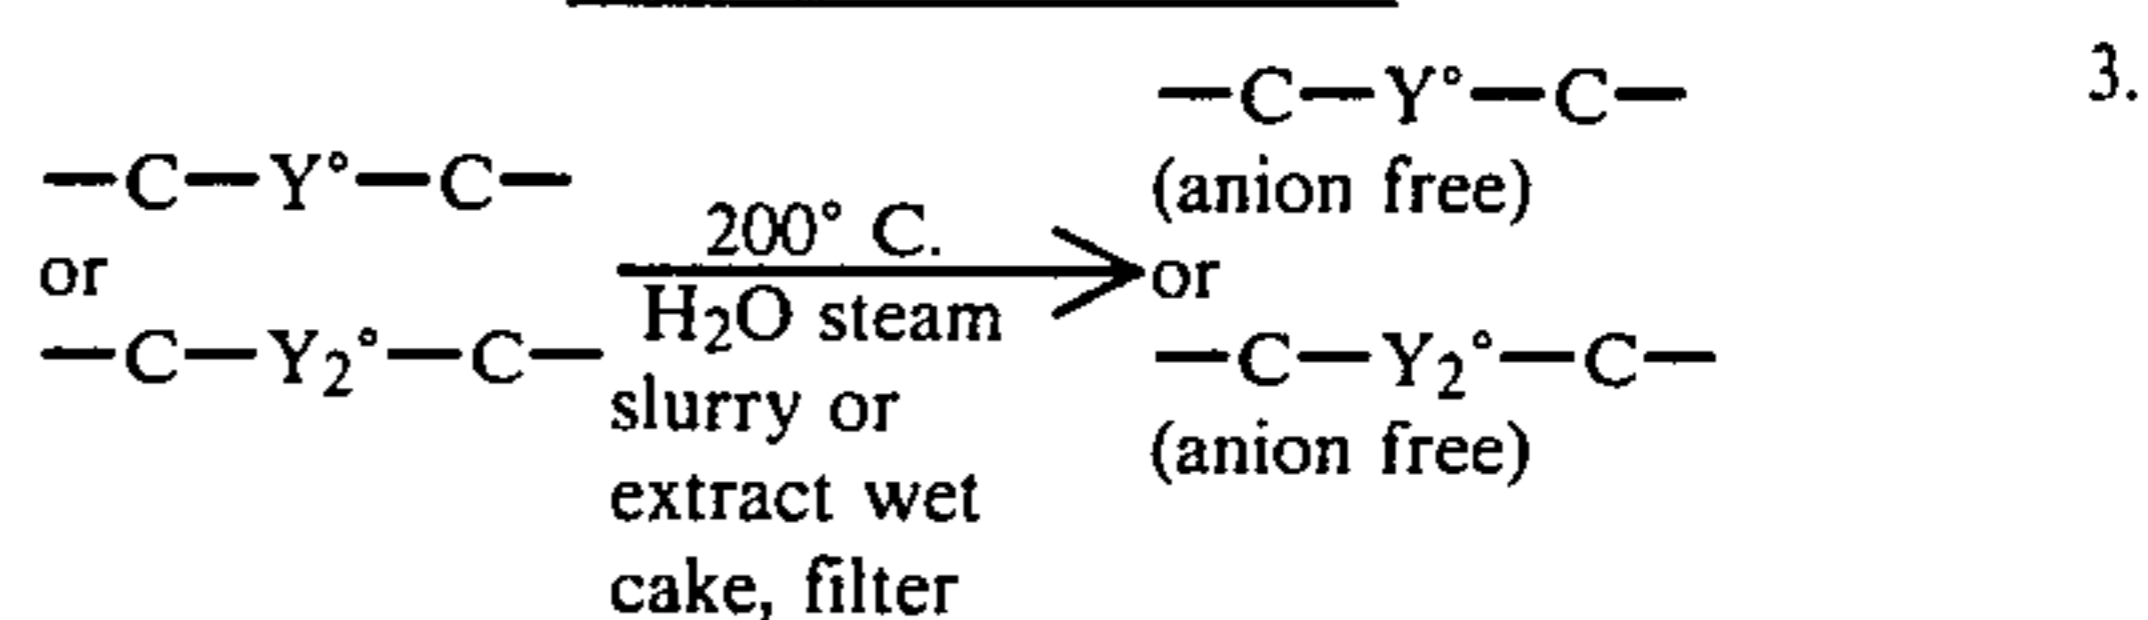 —C—Y°—C— 3.
(anion free)
—C—Y°—C—
or
200° C.
H₂O steam
slurry or
extract wet
cake, filter
—C—Y₂°—C—
or
—C—Y₂°—C—
(anion free)